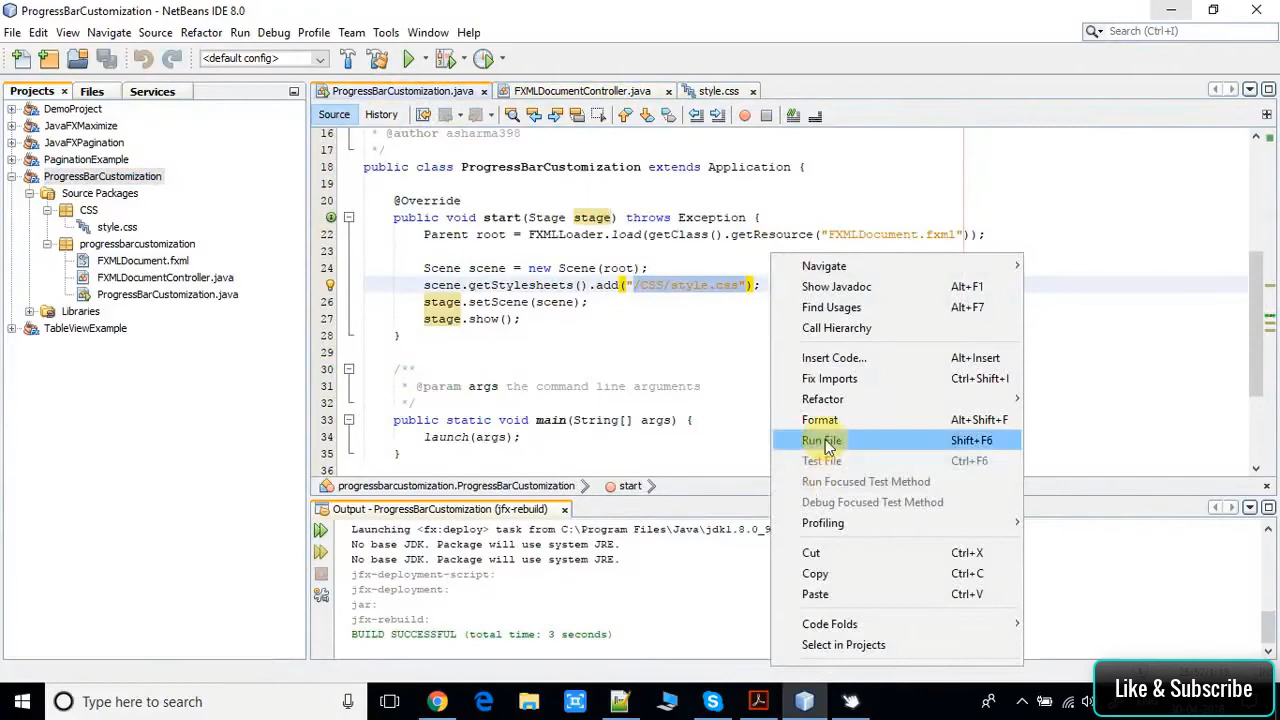 ProgressBarCustomization - NetBeans IDE 8.0
File Edit View Navigate Source Refactor Run Debug Profile Team Tools Window Help
Search (Ctrl+I)
<default config>
Projects Files Services
DemoProject
JavaFXMaximize
JavaFXPagination
PaginationExample
ProgressBarCustomization
Source Packages
CSS
style.css
progressbarcustomization
FXMLDocument.fxml
FXMLDocumentController.java
ProgressBarCustomization.java
Libraries
TableViewExample
ProgressBarCustomization.java FXMLDocumentController.java style.css
Source History
16 * @author asharma398
17 */
18 public class ProgressBarCustomization extends Application {
19
20 @Override
public void start(Stage stage) throws Exception {
22 Parent root = FXMLLoader.load(getClass().getResource("FXMLDocument.fxml"));
23
24 Scene scene = new Scene(root);
scene.getStylesheets().add("/CSS/style.css");
26 stage.setScene(scene);
27 stage.show();
28 }
29
30 /**
31 * @param args the command line arguments
32 */
33 public static void main(String[] args) {
34 launch(args);
35 }
36
progressbarcustomization.ProgressBarCustomization start
Output - ProgressBarCustomization (jfx-rebuild)
Launching <fx:deploy> task from C:\Program Files\Java\jdk1.8.0_9
No base JDK. Package will use system JRE.
No base JDK. Package will use system JRE.
jfx-deployment-script:
jfx-deployment:
jar:
jfx-rebuild:
BUILD SUCCESSFUL (total time: 3 seconds)
Navigate
Show Javadoc Alt+F1
Find Usages Alt+F7
Call Hierarchy
Insert Code... Alt+Insert
Fix Imports Ctrl+Shift+I
Refactor
Format Alt+Shift+F
Run File Shift+F6
Test File Ctrl+F6
Run Focused Test Method
Debug Focused Test Method
Profiling
Cut Ctrl+X
Copy Ctrl+C
Paste Ctrl+V
Code Folds
Select in Projects
Type here to search
Like & Subscribe